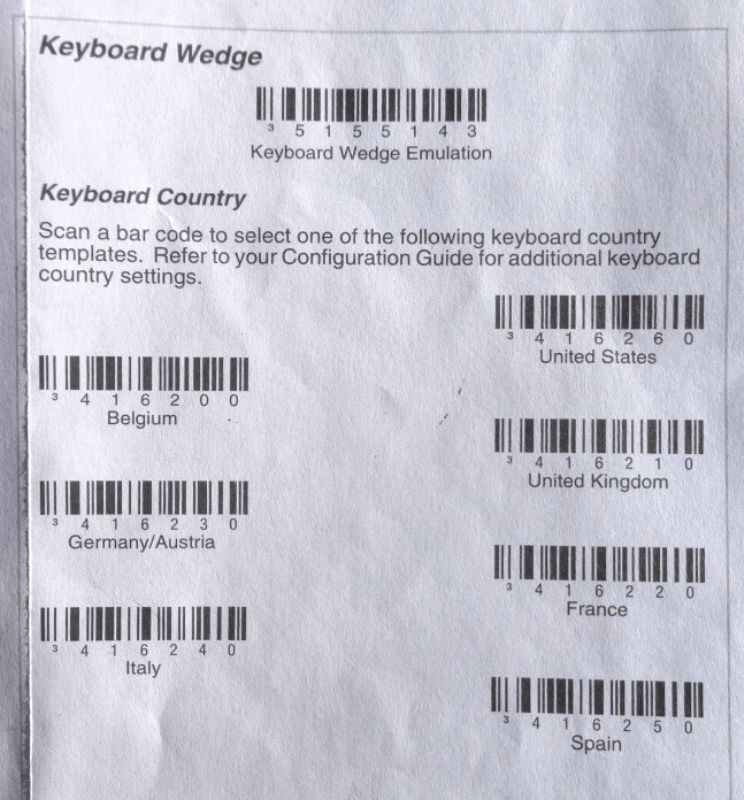 Keyboard Wedge
³ 5 1 5 5 1 4 3
Keyboard Wedge Emulation
Keyboard Country
Scan a bar code to select one of the following keyboard country
templates. Refer to your Configuration Guide for additional keyboard
country settings.
³ 4 1 6 2 6 0
United States
³ 4 1 6 2 0 0
Belgium
³ 4 1 6 2 1 0
United Kingdom
³ 4 1 6 2 3 0
Germany/Austria
³ 4 1 6 2 2 0
France
³ 4 1 6 2 4 0
Italy
³ 4 1 6 2 5 0
Spain